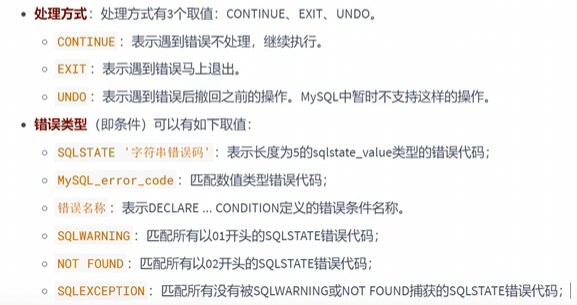 处理方式：处理方式有3个取值：CONTINUE、EXIT、UNDO。
CONTINUE：表示遇到错误不处理，继续执行。
EXIT：表示遇到错误马上退出。
UNDO：表示遇到错误后撤回之前的操作。MySQL中暂时不支持这样的操作。
错误类型（即条件）可以有如下取值：
SQLSTATE '字符串错误码'：表示长度为5的sqlstate_value类型的错误代码；
MySQL_error_code：匹配数值类型错误代码；
错误名称：表示DECLARE ... CONDITION定义的错误条件名称。
SQLWARNING：匹配所有以01开头的SQLSTATE错误代码；
NOT FOUND：匹配所有以02开头的SQLSTATE错误代码；
SQLEXCEPTION：匹配所有没有被SQLWARNING或NOT FOUND捕获的SQLSTATE错误代码；